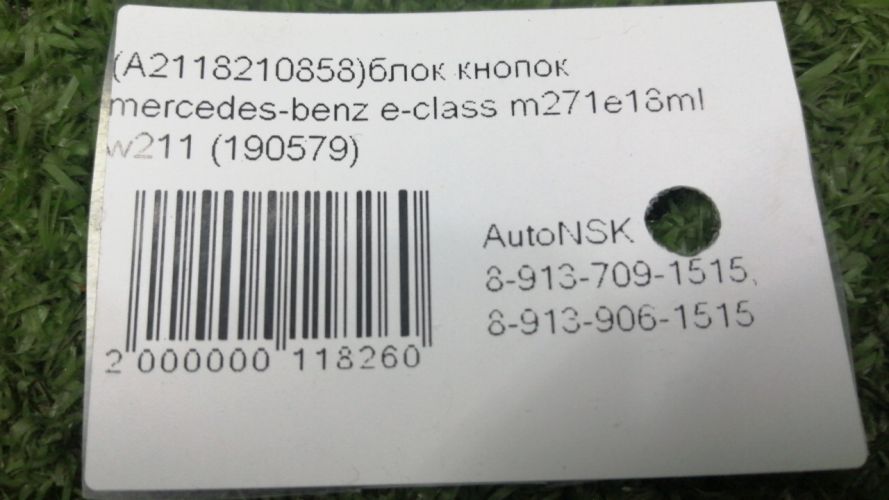 (A2118210858)блок кнопок
mercedes-benz e-class m271e18ml
w211 (190579)
AutoNSK
8-913-709-1515,
8-913-906-1515
2 000000 118260